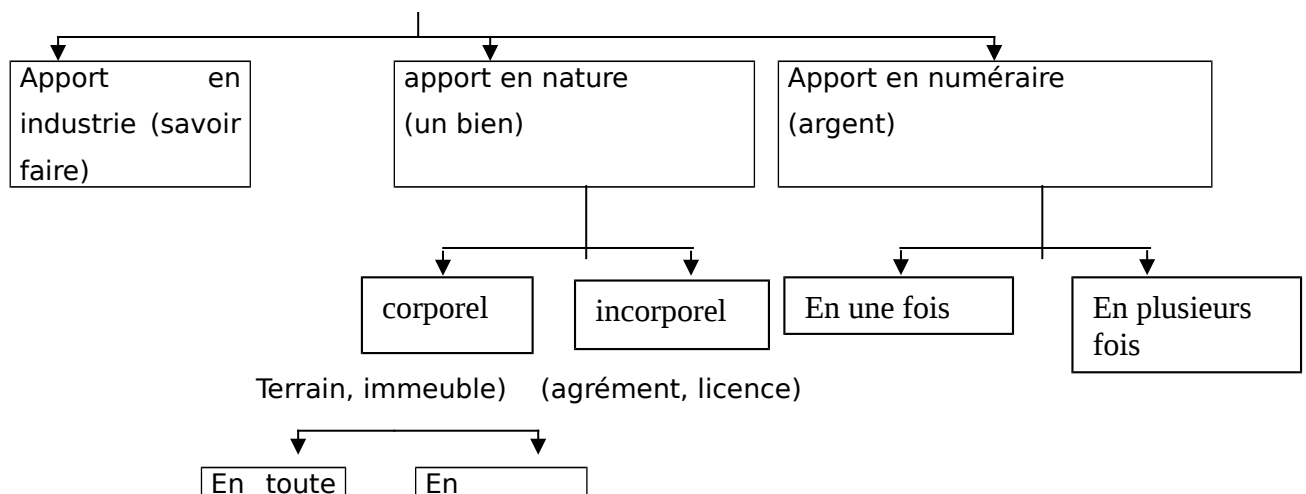 Apport en
industrie (savoir
faire)
apport en nature
(un bien)
Apport en numéraire
(argent)
corporel
incorporel
En une fois
En plusieurs
fois
Terrain, immeuble)
(agrément, licence)
En toute
En